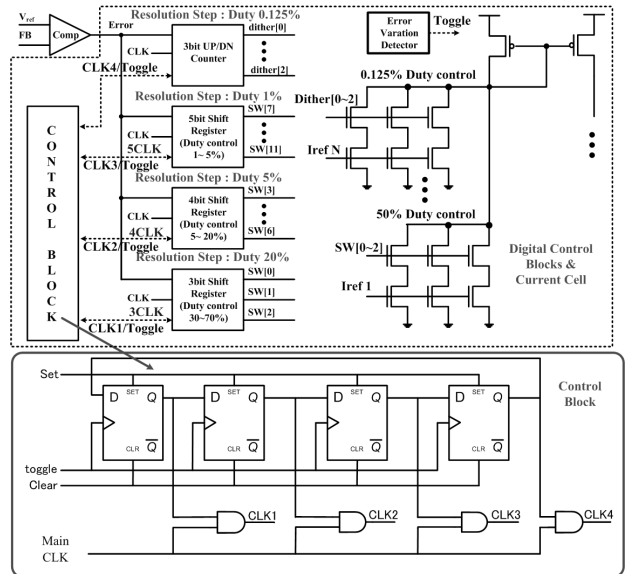 Vref
FB
Comp
Error
Resolution Step : Duty 0.125%
CLK
3bit UP/DN
Counter
dither[0]
dither[2]
CLK4/Toggle
Resolution Step : Duty 1%
CLK
5CLK
5bit Shift
Register
(Duty control
1~ 5%)
SW[7]
SW[11]
CLK3/Toggle
Resolution Step : Duty 5%
CLK
4CLK
4bit Shift
Register
(Duty control
5~ 20%)
SW[3]
SW[6]
CLK2/Toggle
Resolution Step : Duty 20%
CLK
3CLK
3bit Shift
Register
(Duty control
30~70%)
SW[0]
SW[1]
SW[2]
CLK1/Toggle
CONTROL BLOCK
Error
Varation
Detector
Toggle
0.125% Duty control
Dither[0~2]
Iref N
50% Duty control
SW[0~2]
Iref 1
Digital Control
Blocks &
Current Cell
Control
Block
Set
D SET Q
CLR Q
D SET Q
CLR Q
D SET Q
CLR Q
D SET Q
CLR Q
toggle
Clear
CLK1
CLK2
CLK3
CLK4
Main
CLK